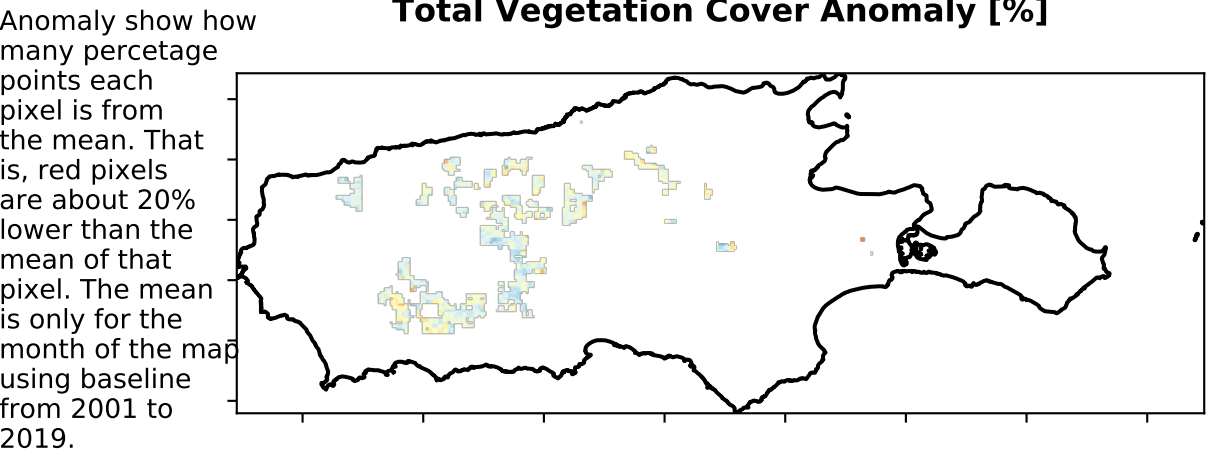 Total Vegetation Cover Anomaly [%]
Anomaly show how
many percetage
points each
pixel is from
the mean. That
is, red pixels
are about 20%
lower than the
mean of that
pixel. The mean
is only for the
month of the map
using baseline
from 2001 to
2019.